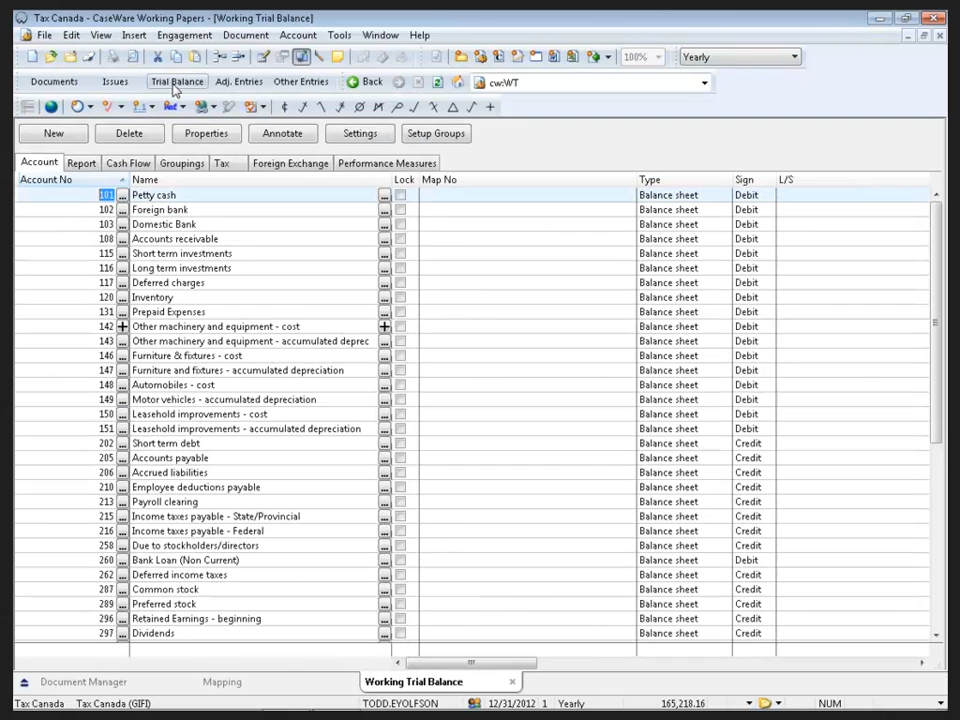 Tax Canada - CaseWare Working Papers - [Working Trial Balance]
File Edit View Insert Engagement Document Account Tools Window Help
100% Yearly
Documents Issues Trial Balance Adj. Entries Other Entries Back cw:WT
New Delete Properties Annotate Settings Setup Groups
Account Report Cash Flow Groupings Tax Foreign Exchange Performance Measures
Account No Name Lock Map No Type Sign L/S
101 ... Petty cash ... Balance sheet Debit
102 ... Foreign bank ... Balance sheet Debit
103 ... Domestic Bank ... Balance sheet Debit
108 ... Accounts receivable ... Balance sheet Debit
115 ... Short term investments ... Balance sheet Debit
116 ... Long term investments ... Balance sheet Debit
117 ... Deferred charges ... Balance sheet Debit
120 ... Inventory ... Balance sheet Debit
131 ... Prepaid Expenses ... Balance sheet Debit
142 + Other machinery and equipment - cost + Balance sheet Debit
143 ... Other machinery and equipment - accumulated deprec ... Balance sheet Debit
146 ... Furniture & fixtures - cost ... Balance sheet Debit
147 ... Furniture and fixtures - accumulated depreciation ... Balance sheet Debit
148 ... Automobiles - cost ... Balance sheet Debit
149 ... Motor vehicles - accumulated depreciation ... Balance sheet Debit
150 ... Leasehold improvements - cost ... Balance sheet Debit
151 ... Leasehold improvements - accumulated depreciation ... Balance sheet Debit
202 ... Short term debt ... Balance sheet Credit
205 ... Accounts payable ... Balance sheet Credit
206 ... Accrued liabilities ... Balance sheet Credit
210 ... Employee deductions payable ... Balance sheet Credit
213 ... Payroll clearing ... Balance sheet Credit
215 ... Income taxes payable - State/Provincial ... Balance sheet Credit
216 ... Income taxes payable - Federal ... Balance sheet Credit
258 ... Due to stockholders/directors ... Balance sheet Credit
260 ... Bank Loan (Non Current) ... Balance sheet Debit
262 ... Deferred income taxes ... Balance sheet Credit
287 ... Common stock ... Balance sheet Credit
289 ... Preferred stock ... Balance sheet Credit
296 ... Retained Earnings - beginning ... Balance sheet Credit
297 ... Dividends ... Balance sheet Credit
Document Manager Mapping Working Trial Balance
Tax Canada Tax Canada (GIFI) TODD.EYOLFSON 12/31/2012 1 Yearly 165,218.16 NUM